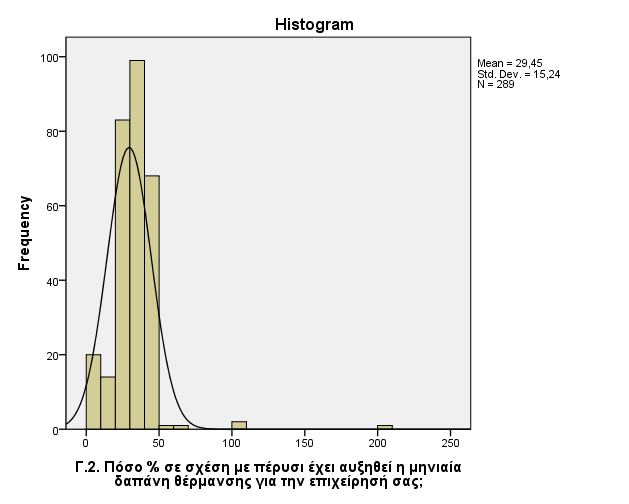 Histogram
Mean = 29,45
Std. Dev. = 15,24
N = 289
100
80
60
40
20
0
Frequency
0 50 100 150 200 250
Γ.2. Πόσο % σε σχέση με πέρυσι έχει αυξηθεί η μηνιαία
δαπάνη θέρμανσης για την επιχείρησή σας;